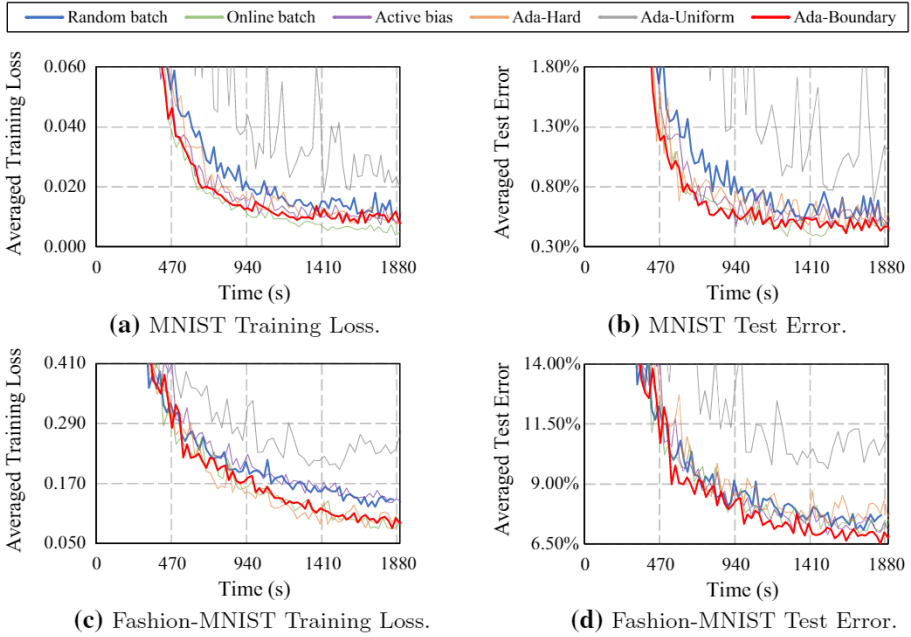 Random batch Online batch Active bias Ada-Hard Ada-Uniform Ada-Boundary
Averaged Training Loss
0.060
0.040
0.020
0.000
0 470 940 1410 1880
Time (s)
(a) MNIST Training Loss.
Averaged Test Error
1.80%
1.30%
0.80%
0.30%
0 470 940 1410 1880
Time (s)
(b) MNIST Test Error.
Averaged Training Loss
0.410
0.290
0.170
0.050
0 470 940 1410 1880
Time (s)
(c) Fashion-MNIST Training Loss.
Averaged Test Error
14.00%
11.50%
9.00%
6.50%
0 470 940 1410 1880
Time (s)
(d) Fashion-MNIST Test Error.